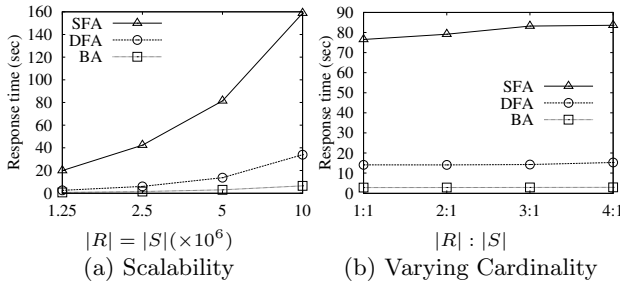 Response time (sec)
160
140
120
100
80
60
40
20
0
SFA
DFA
BA
1.25 2.5 5 10
|R| = |S|(×10⁶)
(a) Scalability
Response time (sec)
90
80
70
60
50
40
30
20
10
0
SFA
DFA
BA
1:1 2:1 3:1 4:1
|R| : |S|
(b) Varying Cardinality